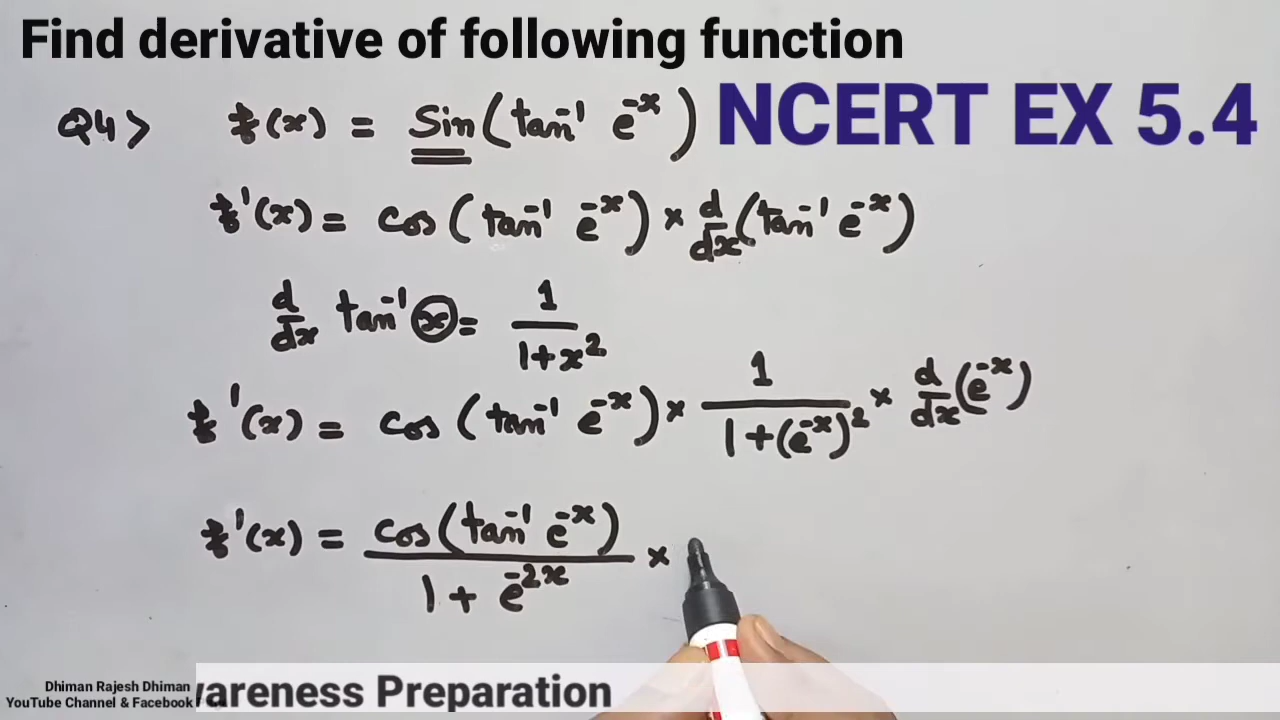 Find derivative of following function
NCERT EX 5.4
Q4> f(x) = Sin(tan⁻¹ e⁻ˣ)
f'(x) = cos(tan⁻¹ e⁻ˣ) × d/dx(tan⁻¹ e⁻ˣ)
d/dx tan⁻¹ x = 1/(1+x²)
f'(x) = cos(tan⁻¹ e⁻ˣ) × 1/(1+(e⁻ˣ)²) × d/dx(e⁻ˣ)
f'(x) = cos(tan⁻¹ e⁻ˣ)/(1+e⁻²ˣ) ×
Dhiman Rajesh Dhiman
YouTube Channel & Facebook
wareness Preparation